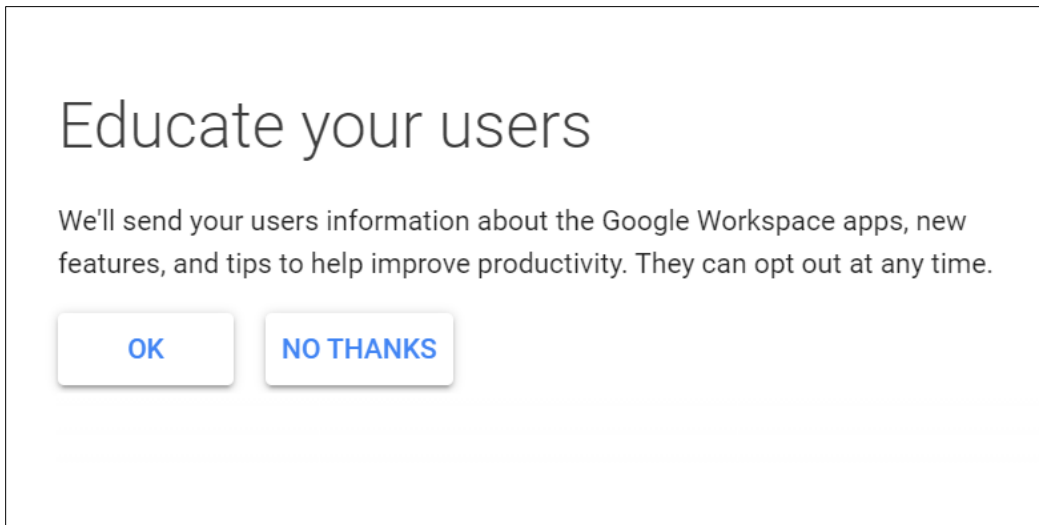 Educate your users
We'll send your users information about the Google Workspace apps, new
features, and tips to help improve productivity. They can opt out at any time.
OK NO THANKS